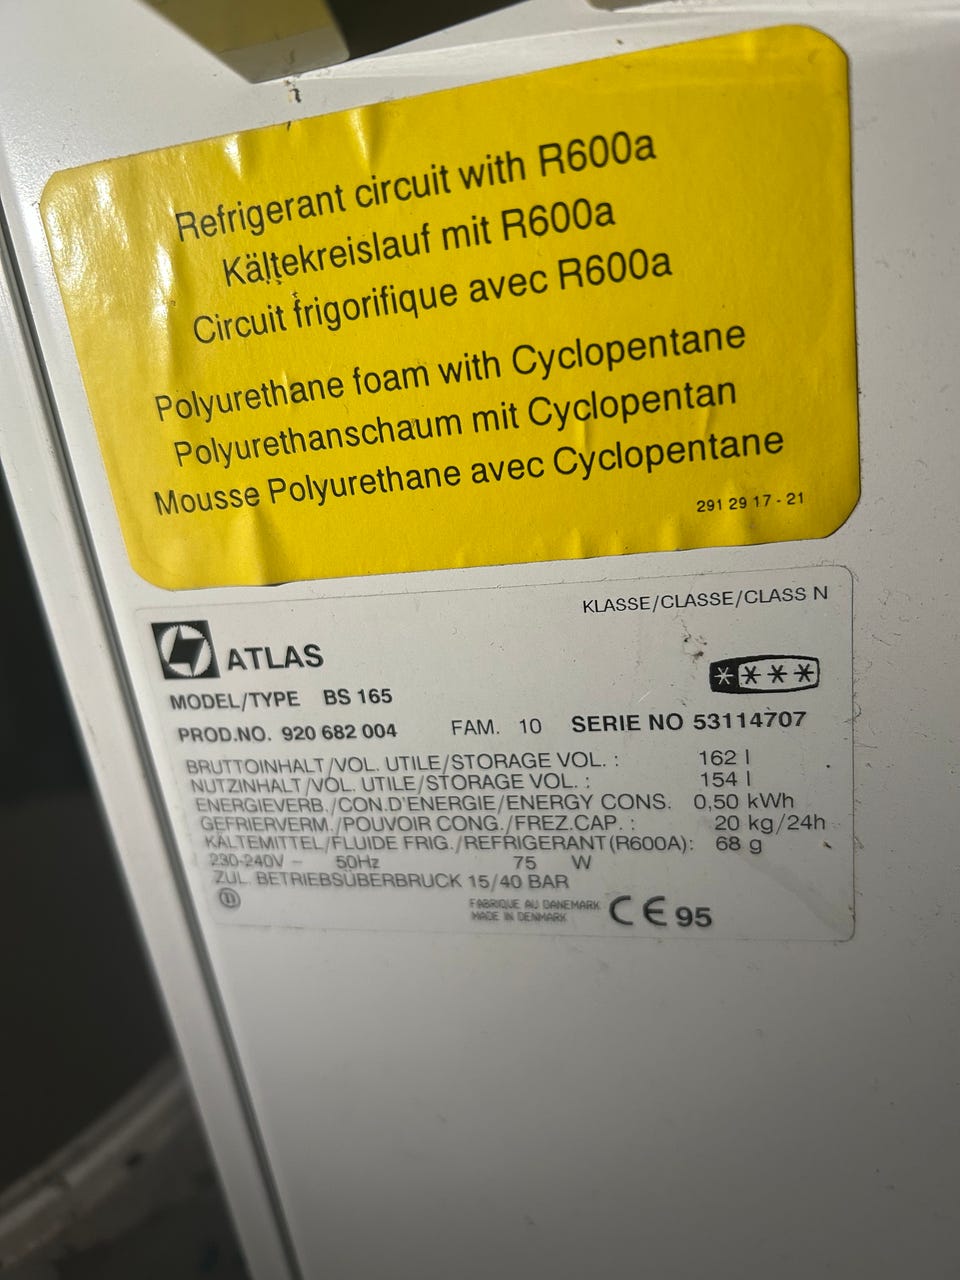 Refrigerant circuit with R600a
Kältekreislauf mit R600a
Circuit frigorifique avec R600a
Polyurethane foam with Cyclopentane
Polyurethanschaum mit Cyclopentan
Mousse Polyurethane avec Cyclopentane
291 29 17 - 21
KLASSE/CLASSE/CLASS N
ATLAS
MODEL/TYPE BS 165
PROD.NO. 920 682 004 FAM. 10 SERIE NO 53114707
BRUTTOINHALT/VOL. UTILE/STORAGE VOL. : 162 l
NUTZINHALT/VOL. UTILE/STORAGE VOL. : 154 l
ENERGIEVERB./CON.D'ENERGIE/ENERGY CONS. 0,50 kWh
GEFRIERVERM./POUVOIR CONG./FREZ.CAP. : 20 kg/24h
KÄLTEMITTEL/FLUIDE FRIG./REFRIGERANT(R600A): 68 g
230-240V ~ 50Hz 75 W
ZUL. BETRIEBSÜBERBRUCK 15/40 BAR
FABRIQUE AU DANEMARK
MADE IN DENMARK
CE 95